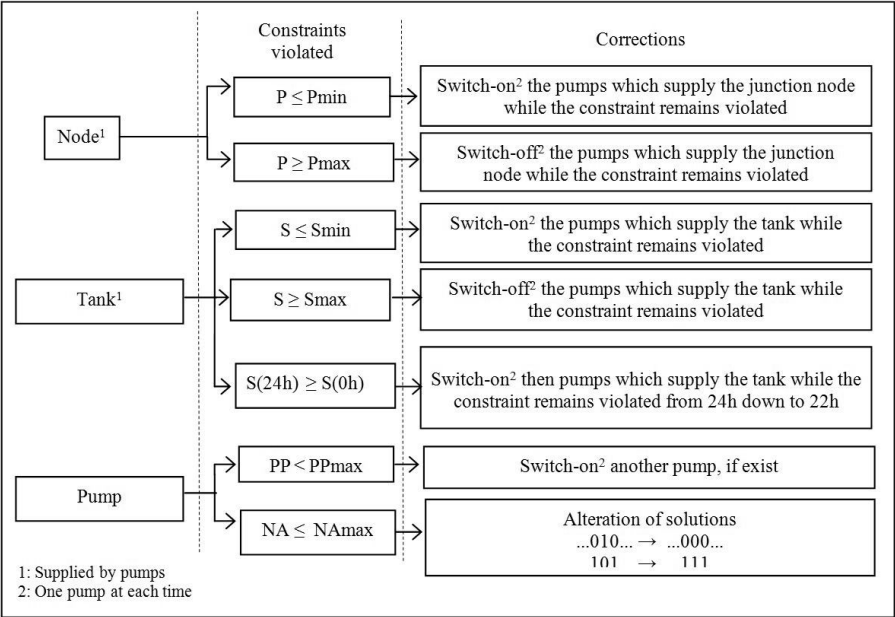 Constraints
violated
Corrections
Node¹
P ≤ Pmin
Switch-on² the pumps which supply the junction node
while the constraint remains violated
P ≥ Pmax
Switch-off² the pumps which supply the junction
node while the constraint remains violated
Tank¹
S ≤ Smin
Switch-on² the pumps which supply the tank while
the constraint remains violated
S ≥ Smax
Switch-off² the pumps which supply the tank while
the constraint remains violated
S(24h) ≥ S(0h)
Switch-on² then pumps which supply the tank while the
constraint remains violated from 24h down to 22h
Pump
PP < PPmax
Switch-on² another pump, if exist
NA ≤ NAmax
Alteration of solutions
...010... → ...000...
101 → 111
1: Supplied by pumps
2: One pump at each time